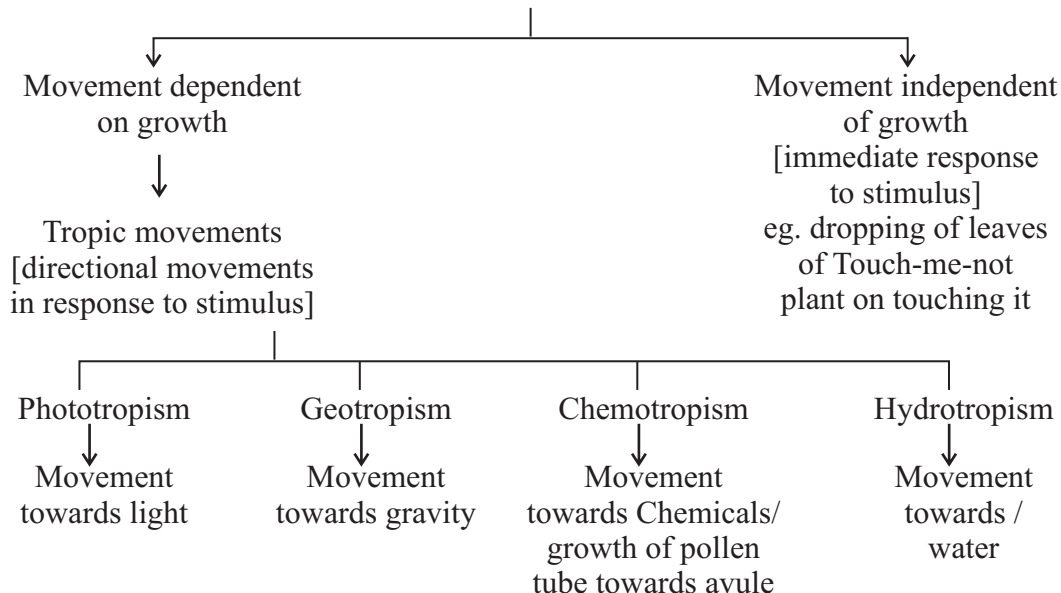 Movement dependent
on growth
Movement independent
of growth
[immediate response
to stimulus]
eg. dropping of leaves
of Touch-me-not
plant on touching it
Tropic movements
[directional movements
in response to stimulus]
Phototropism
Movement
towards light
Geotropism
Movement
towards gravity
Chemotropism
Movement
towards Chemicals/
growth of pollen
tube towards avule
Hydrotropism
Movement
towards /
water